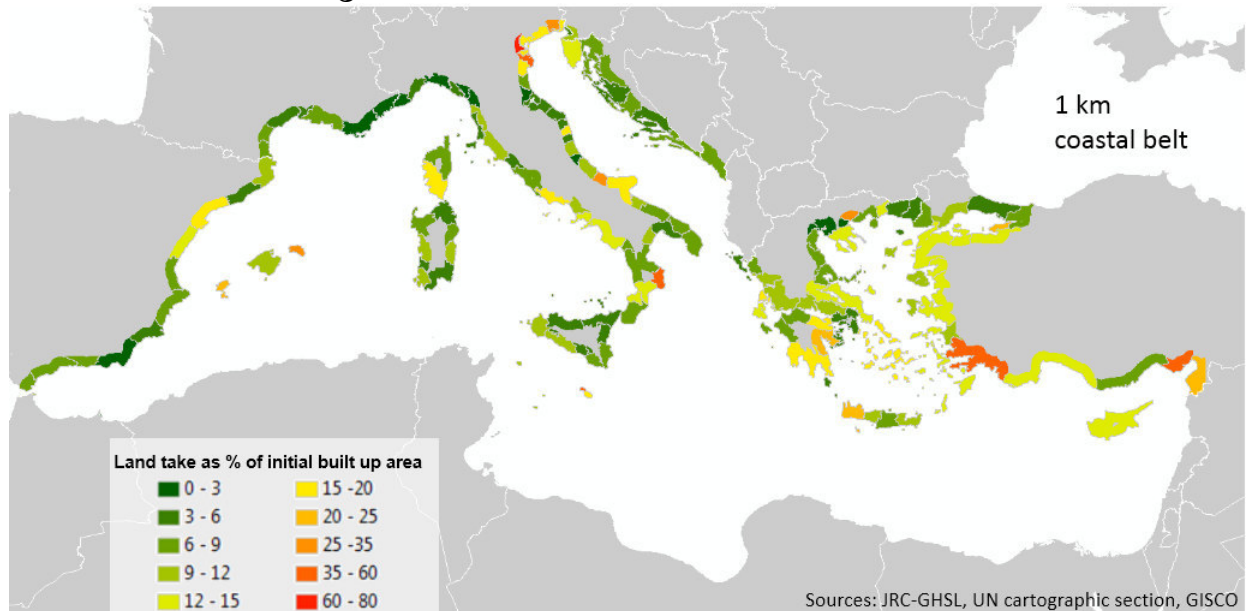 1 km
coastal belt
Land take as % of initial built up area
0 - 3
3 - 6
6 - 9
9 - 12
12 - 15
15 -20
20 - 25
25 -35
35 - 60
60 - 80
Sources: JRC-GHSL, UN cartographic section, GISCO